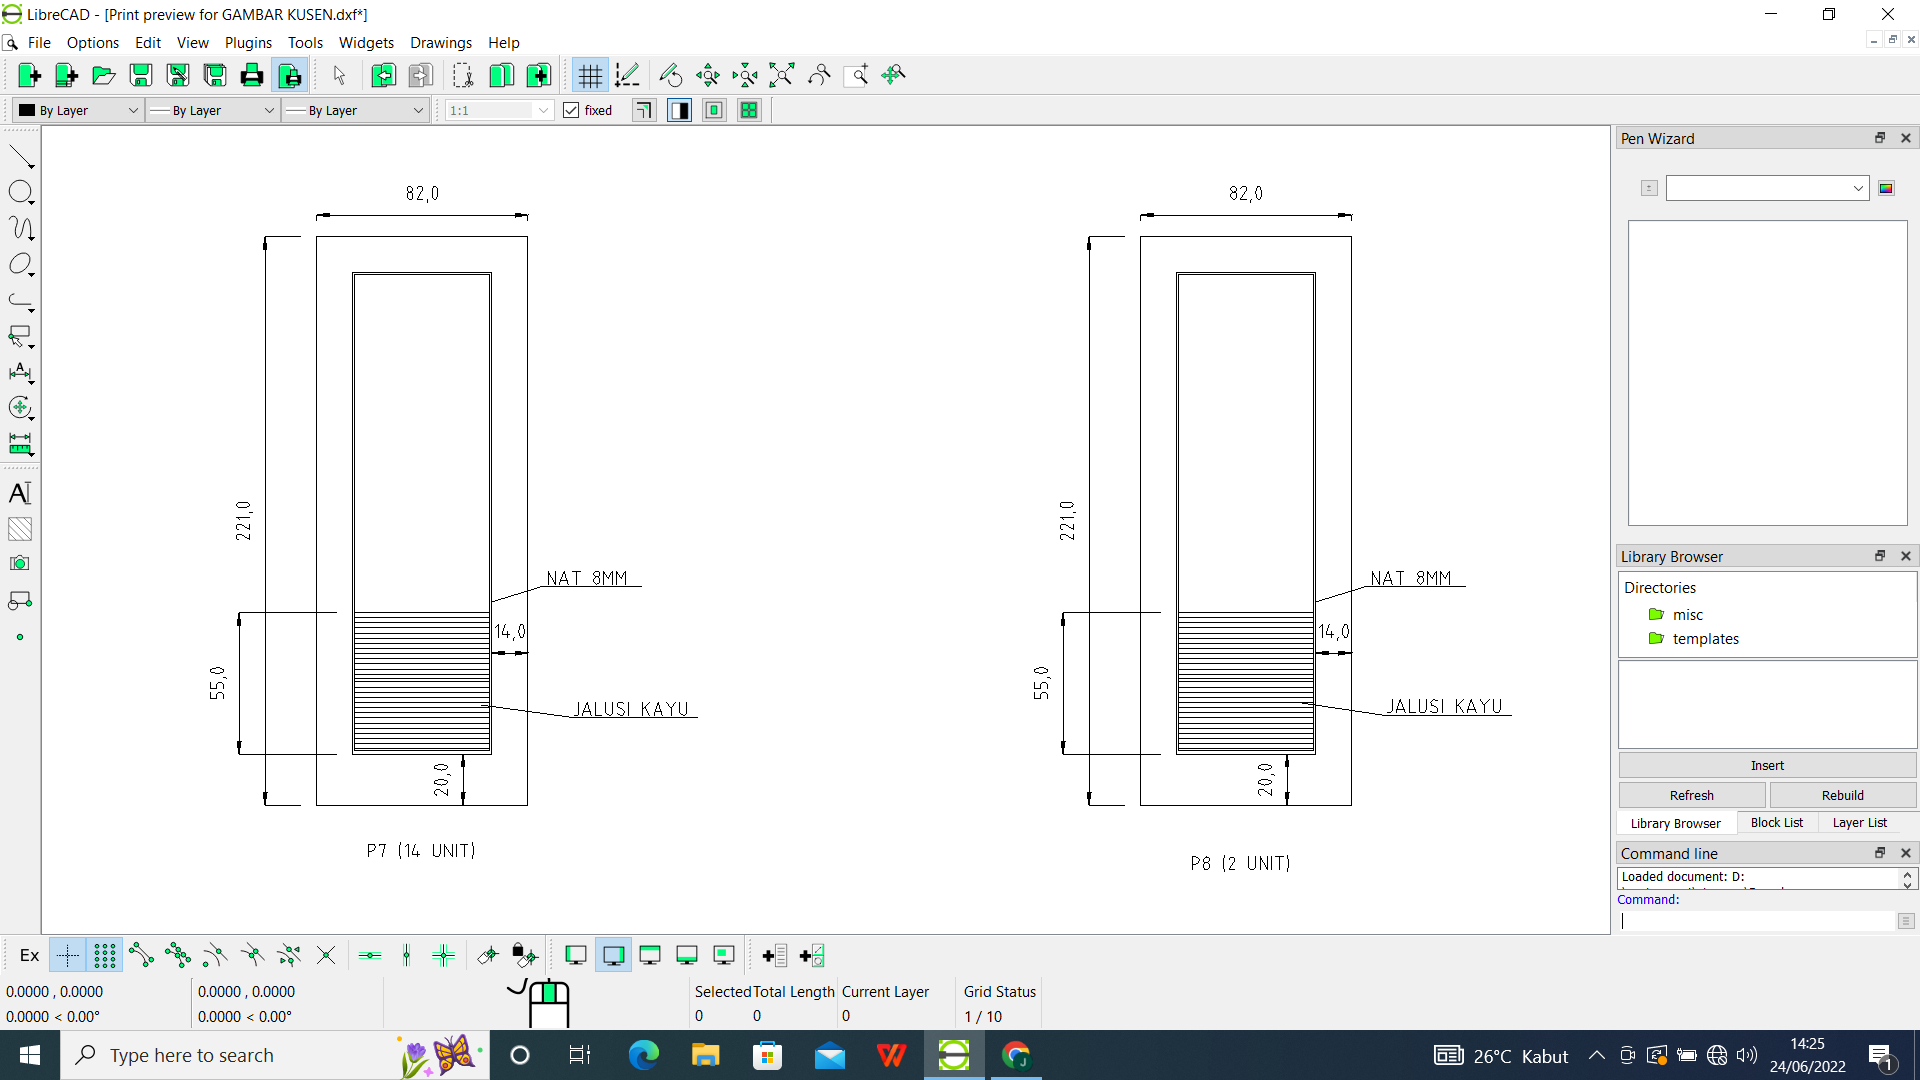 LibreCAD - [Print preview for GAMBAR KUSEN.dxf*]
File Options Edit View Plugins Tools Widgets Drawings Help
By Layer By Layer By Layer 1:1 fixed
Pen Wizard
82,0
221,0
NAT 8MM
14,0
55,0
JALUSI KAYU
20,0
P7 (14 UNIT)
82,0
221,0
NAT 8MM
14,0
55,0
JALUSI KAYU
20,0
P8 (2 UNIT)
Library Browser
Directories
misc
templates
Insert
Refresh Rebuild
Library Browser Block List Layer List
Command line
Loaded document: D:
Command:
Ex
0.0000 , 0.0000 0.0000 , 0.0000 Selected Total Length Current Layer Grid Status
0.0000 < 0.00° 0.0000 < 0.00° 0 0 0 1 / 10
Type here to search
26°C Kabut
14:25
24/06/2022
1